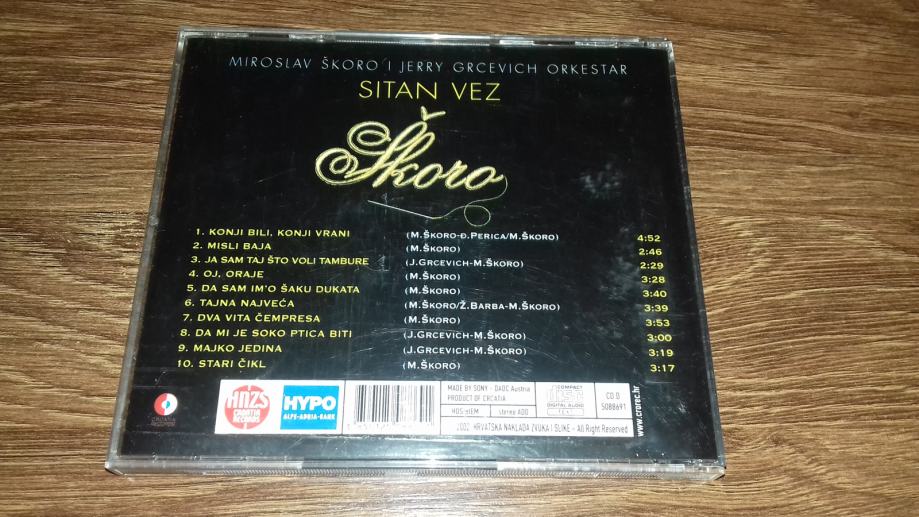 MIROSLAV ŠKORO I JERRY GRCEVICH ORKESTAR
SITAN VEZ
Škoro
1. KONJI BILI, KONJI VRANI (M.ŠKORO-Đ.PERICA/M.ŠKORO) 4:52
2. MISLI BAJA (M.ŠKORO) 2:46
3. JA SAM TAJ ŠTO VOLI TAMBURE (J.GRCEVICH-M.ŠKORO) 2:29
4. OJ, ORAJE (M.ŠKORO) 3:28
5. DA SAM IM'O ŠAKU DUKATA (M.ŠKORO) 3:40
6. TAJNA NAJVEĆA (M.ŠKORO/Ž.BARBA-M.ŠKORO) 3:39
7. DVA VITA ČEMPRESA (M.ŠKORO) 3:53
8. DA MI JE SOKO PTICA BITI (J.GRCEVICH-M.ŠKORO) 3:00
9. MAJKO JEDINA (J.GRCEVICH-M.ŠKORO) 3:19
10. STARI ČIKL (M.ŠKORO) 3:17
CROATIA RECORDS
HNZS
CROATIA RECORDS
HYPO
ALPE-ADRIA-BANK
MADE BY SONY - DADC Austria
PRODUCT OF CROATIA
COMPACT
DIGITAL AUDIO
TEXT
CD D
5088691
2002. HRVATSKA NAKLADA ZVUKA I SLIKE – All Right Reserved
www.crorec.hr